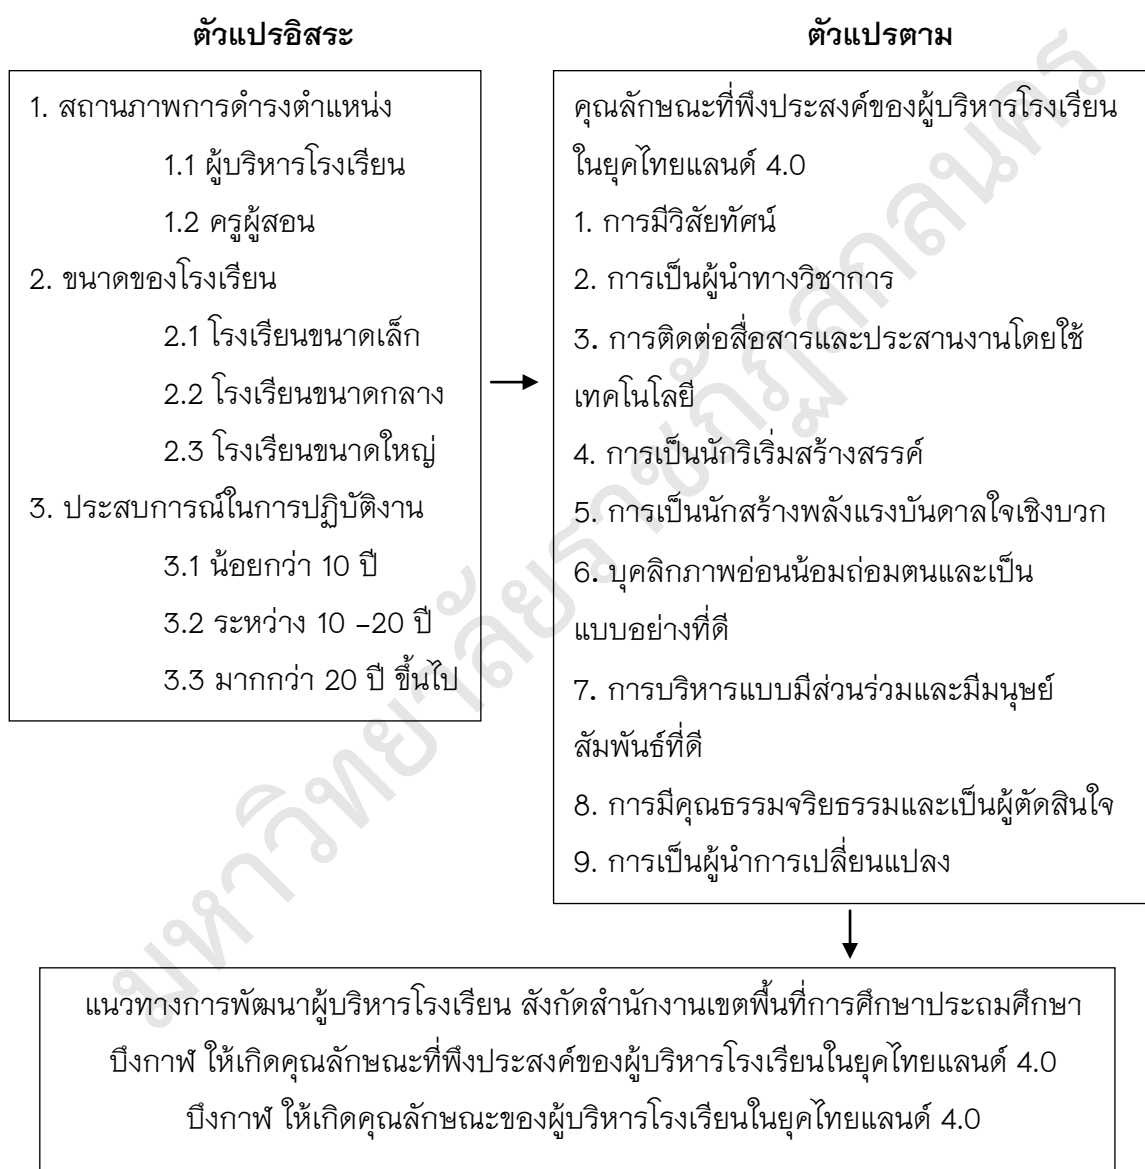 ตัวแปรอิสระ
1. สถานภาพการดำรงตำแหน่ง
1.1 ผู้บริหารโรงเรียน
1.2 ครูผู้สอน
2. ขนาดของโรงเรียน
2.1 โรงเรียนขนาดเล็ก
2.2 โรงเรียนขนาดกลาง
2.3 โรงเรียนขนาดใหญ่
3. ประสบการณ์ในการปฏิบัติงาน
3.1 น้อยกว่า 10 ปี
3.2 ระหว่าง 10 –20 ปี
3.3 มากกว่า 20 ปี ขึ้นไป
ตัวแปรตาม
คุณลักษณะที่พึงประสงค์ของผู้บริหารโรงเรียน
ในยุคไทยแลนด์ 4.0
1. การมีวิสัยทัศน์
2. การเป็นผู้นำทางวิชาการ
3. การติดต่อสื่อสารและประสานงานโดยใช้
เทคโนโลยี
4. การเป็นนักริเริ่มสร้างสรรค์
5. การเป็นนักสร้างพลังแรงบันดาลใจเชิงบวก
6. บุคลิกภาพอ่อนน้อมถ่อมตนและเป็น
แบบอย่างที่ดี
7. การบริหารแบบมีส่วนร่วมและมีมนุษย์
สัมพันธ์ที่ดี
8. การมีคุณธรรมจริยธรรมและเป็นผู้ตัดสินใจ
9. การเป็นผู้นำการเปลี่ยนแปลง
แนวทางการพัฒนาผู้บริหารโรงเรียน สังกัดสำนักงานเขตพื้นที่การศึกษาประถมศึกษา
บึงกาฬ ให้เกิดคุณลักษณะที่พึงประสงค์ของผู้บริหารโรงเรียนในยุคไทยแลนด์ 4.0
บึงกาฬ ให้เกิดคุณลักษณะของผู้บริหารโรงเรียนในยุคไทยแลนด์ 4.0
มหาวิทยาลัยราชภัฏสกลนคร